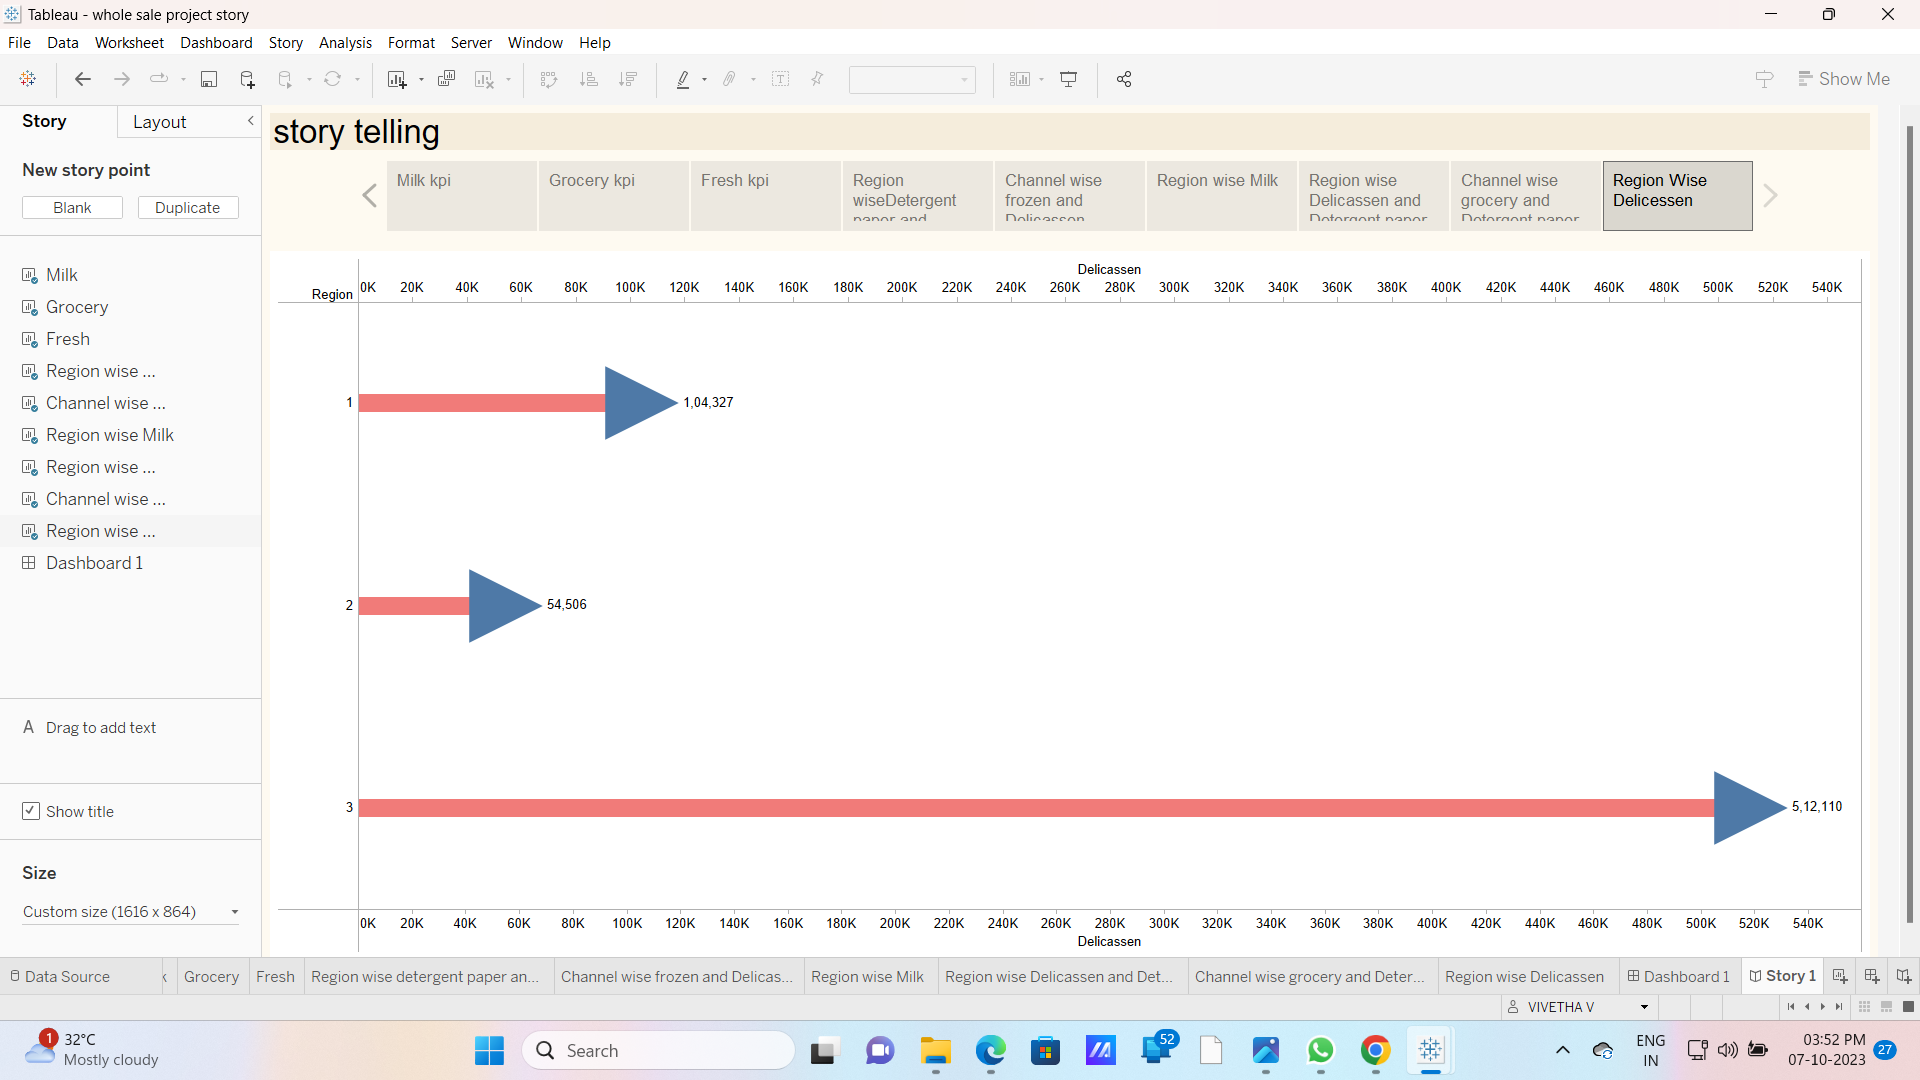 Tableau - whole sale project story
File Data Worksheet Dashboard Story Analysis Format Server Window Help
Show Me
Story Layout
New story point
Blank Duplicate
Milk
Grocery
Fresh
Region wise ...
Channel wise ...
Region wise Milk
Region wise ...
Channel wise ...
Region wise ...
Dashboard 1
A Drag to add text
Show title
Size
Custom size (1616 x 864)
story telling
Milk kpi
Grocery kpi
Fresh kpi
Region
wiseDetergent
paper and
Channel wise
frozen and
Delicassen
Region wise Milk
Region wise
Delicassen and
Detergent paper
Channel wise
grocery and
Detergent paper
Region Wise
Delicessen
Delicassen
Region 0K 20K 40K 60K 80K 100K 120K 140K 160K 180K 200K 220K 240K 260K 280K 300K 320K 340K 360K 380K 400K 420K 440K 460K 480K 500K 520K 540K
1 1,04,327
2 54,506
3 5,12,110
0K 20K 40K 60K 80K 100K 120K 140K 160K 180K 200K 220K 240K 260K 280K 300K 320K 340K 360K 380K 400K 420K 440K 460K 480K 500K 520K 540K
Delicassen
Data Source k Grocery Fresh Region wise detergent paper an... Channel wise frozen and Delicas... Region wise Milk Region wise Delicassen and Det... Channel wise grocery and Deter... Region wise Delicassen Dashboard 1 Story 1
VIVETHA V
1 32°C
Mostly cloudy
Search
52
ENG
IN
03:52 PM
07-10-2023
27